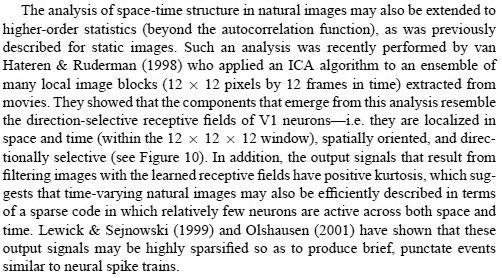 The analysis of space-time structure in natural images may also be extended to
higher-order statistics (beyond the autocorrelation function), as was previously
described for static images. Such an analysis was recently performed by van
Hateren & Ruderman (1998) who applied an ICA algorithm to an ensemble of
many local image blocks (12 × 12 pixels by 12 frames in time) extracted from
movies. They showed that the components that emerge from this analysis resemble
the direction-selective receptive fields of V1 neurons—i.e. they are localized in
space and time (within the 12 × 12 × 12 window), spatially oriented, and direc-
tionally selective (see Figure 10). In addition, the output signals that result from
filtering images with the learned receptive fields have positive kurtosis, which sug-
gests that time-varying natural images may also be efficiently described in terms
of a sparse code in which relatively few neurons are active across both space and
time. Lewick & Sejnowski (1999) and Olshausen (2001) have shown that these
output signals may be highly sparsified so as to produce brief, punctate events
similar to neural spike trains.